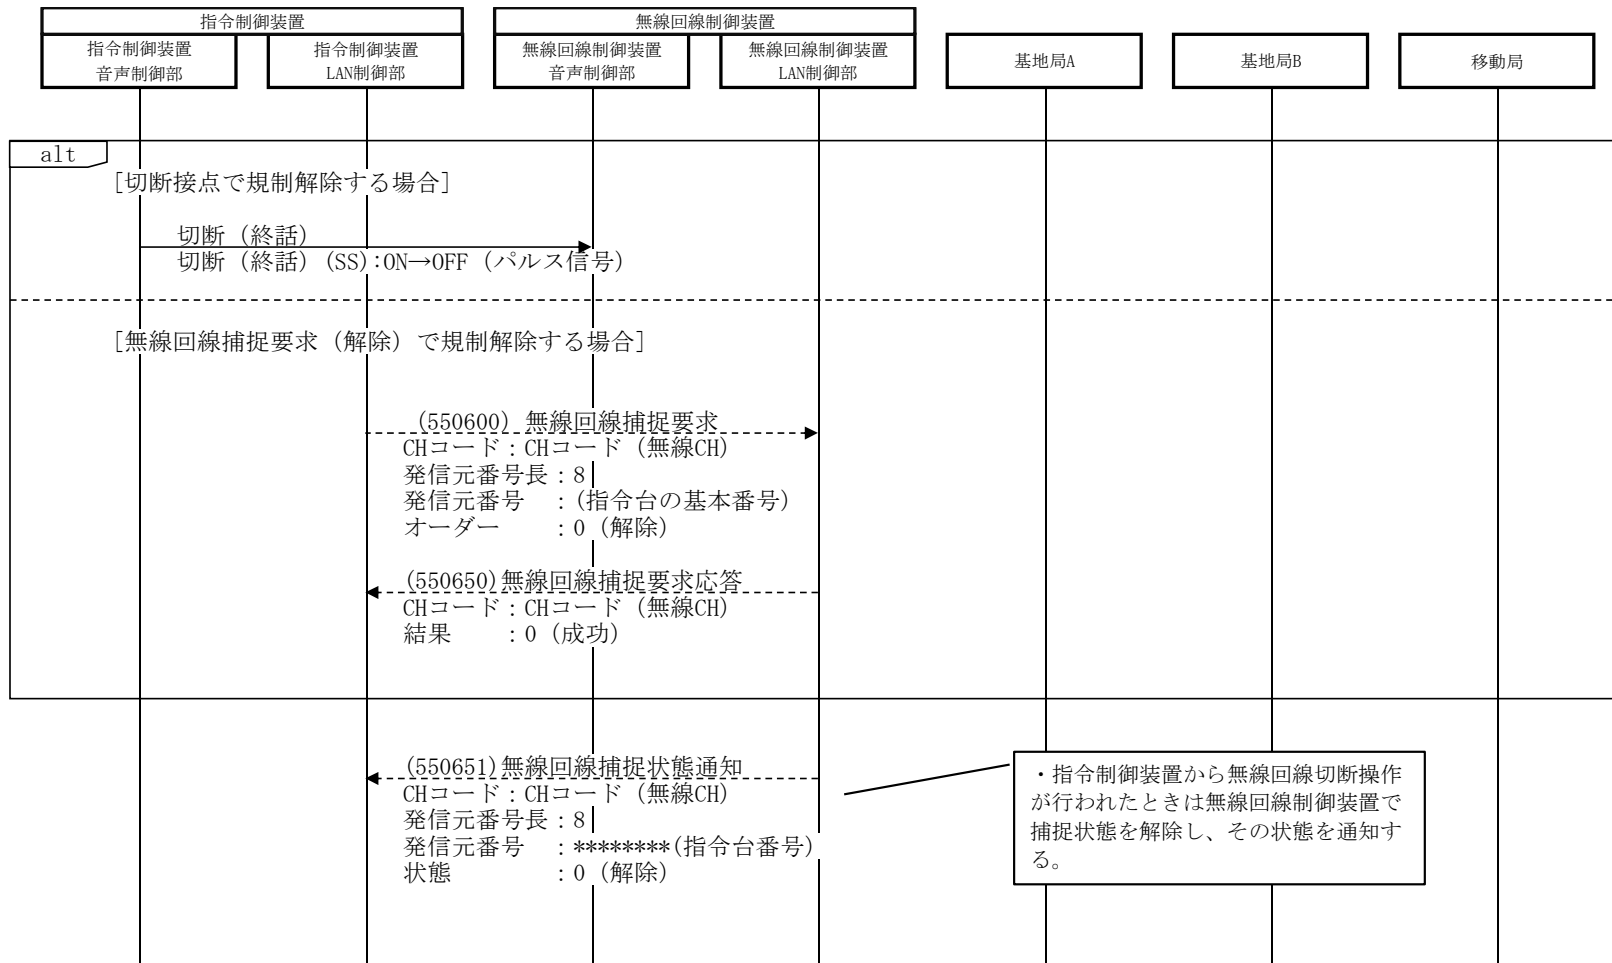 指令制御装置
無線回線制御装置
指令制御装置
音声制御部
指令制御装置
LAN制御部
無線回線制御装置
音声制御部
無線回線制御装置
LAN制御部
基地局A
基地局B
移動局
alt
[切断接点で規制解除する場合]
切断（終話）
切断（終話）(SS):ON→OFF（パルス信号）
[無線回線捕捉要求（解除）で規制解除する場合]
(550600) 無線回線捕捉要求
CHコード：CHコード（無線CH）
発信元番号長：8
発信元番号　：(指令台の基本番号)
オーダー　　：0（解除）
(550650)無線回線捕捉要求応答
CHコード：CHコード（無線CH）
結果　　：0（成功）
(550651)無線回線捕捉状態通知
CHコード：CHコード（無線CH）
発信元番号長：8
発信元番号　：********(指令台番号)
状態　　　　：0（解除）
・指令制御装置から無線回線切断操作
が行われたときは無線回線制御装置で
捕捉状態を解除し、その状態を通知す
る。